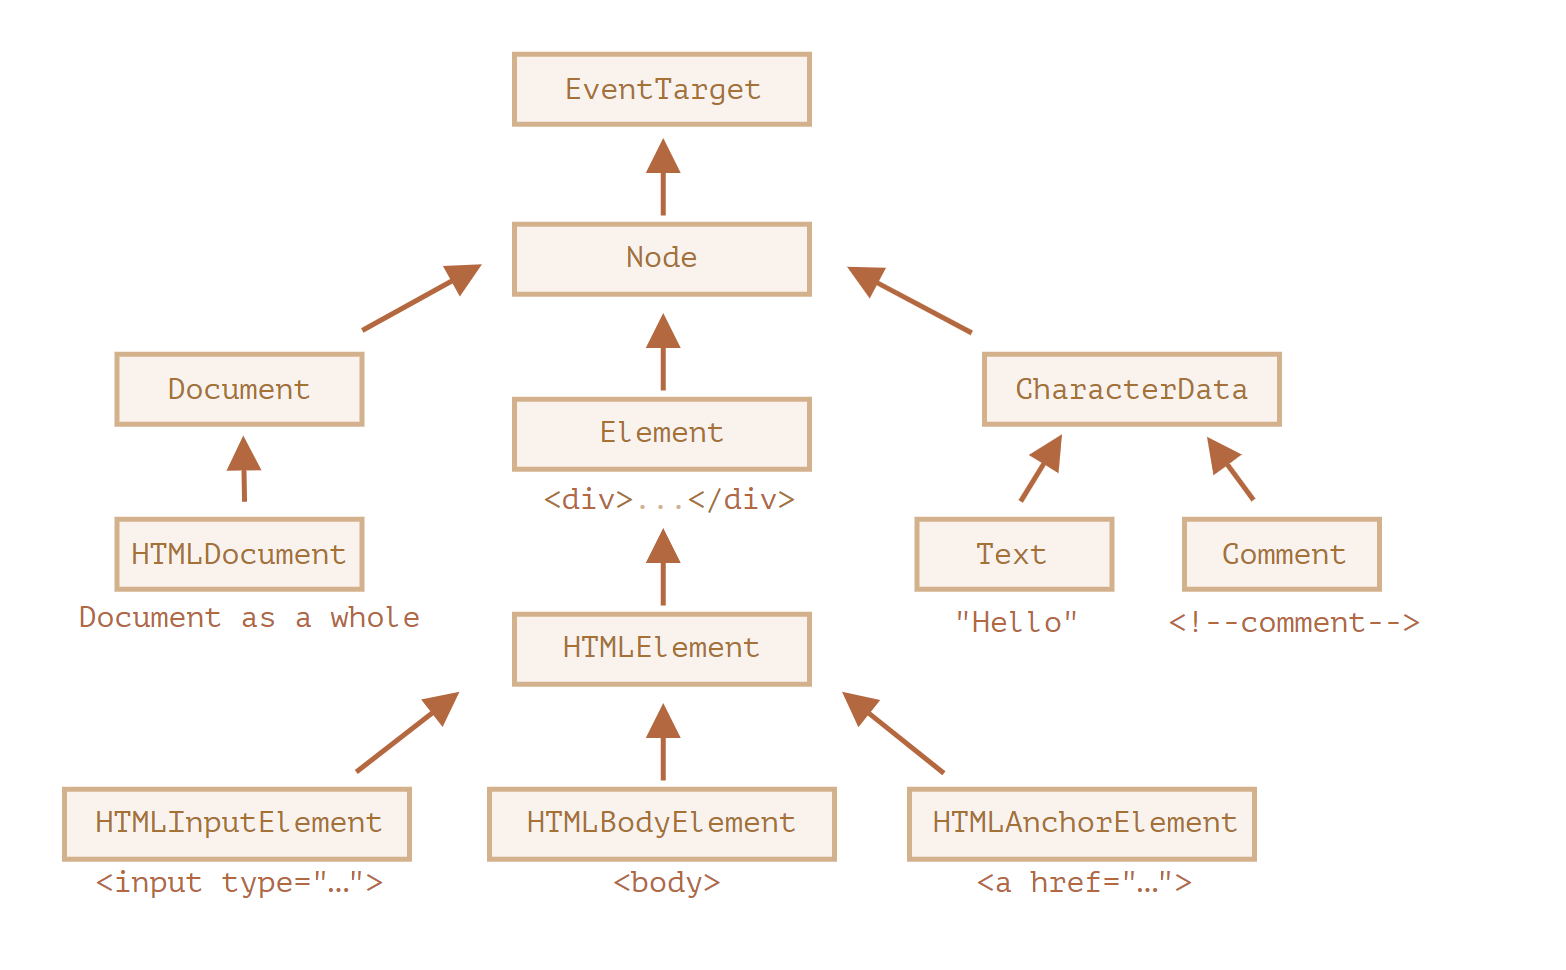 EventTarget
Node
Document
Element
CharacterData
<div>...</div>
HTMLDocument
Text
Comment
Document as a whole
"Hello"
<!--comment-->
HTMLElement
HTMLInputElement
HTMLBodyElement
HTMLAnchorElement
<input type="…">
<body>
<a href="…">